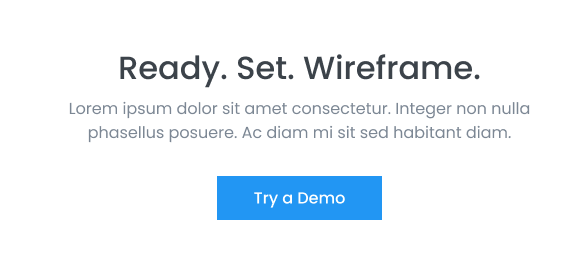 Ready. Set. Wireframe.
Lorem ipsum dolor sit amet consectetur. Integer non nulla
phasellus posuere. Ac diam mi sit sed habitant diam.
Try a Demo